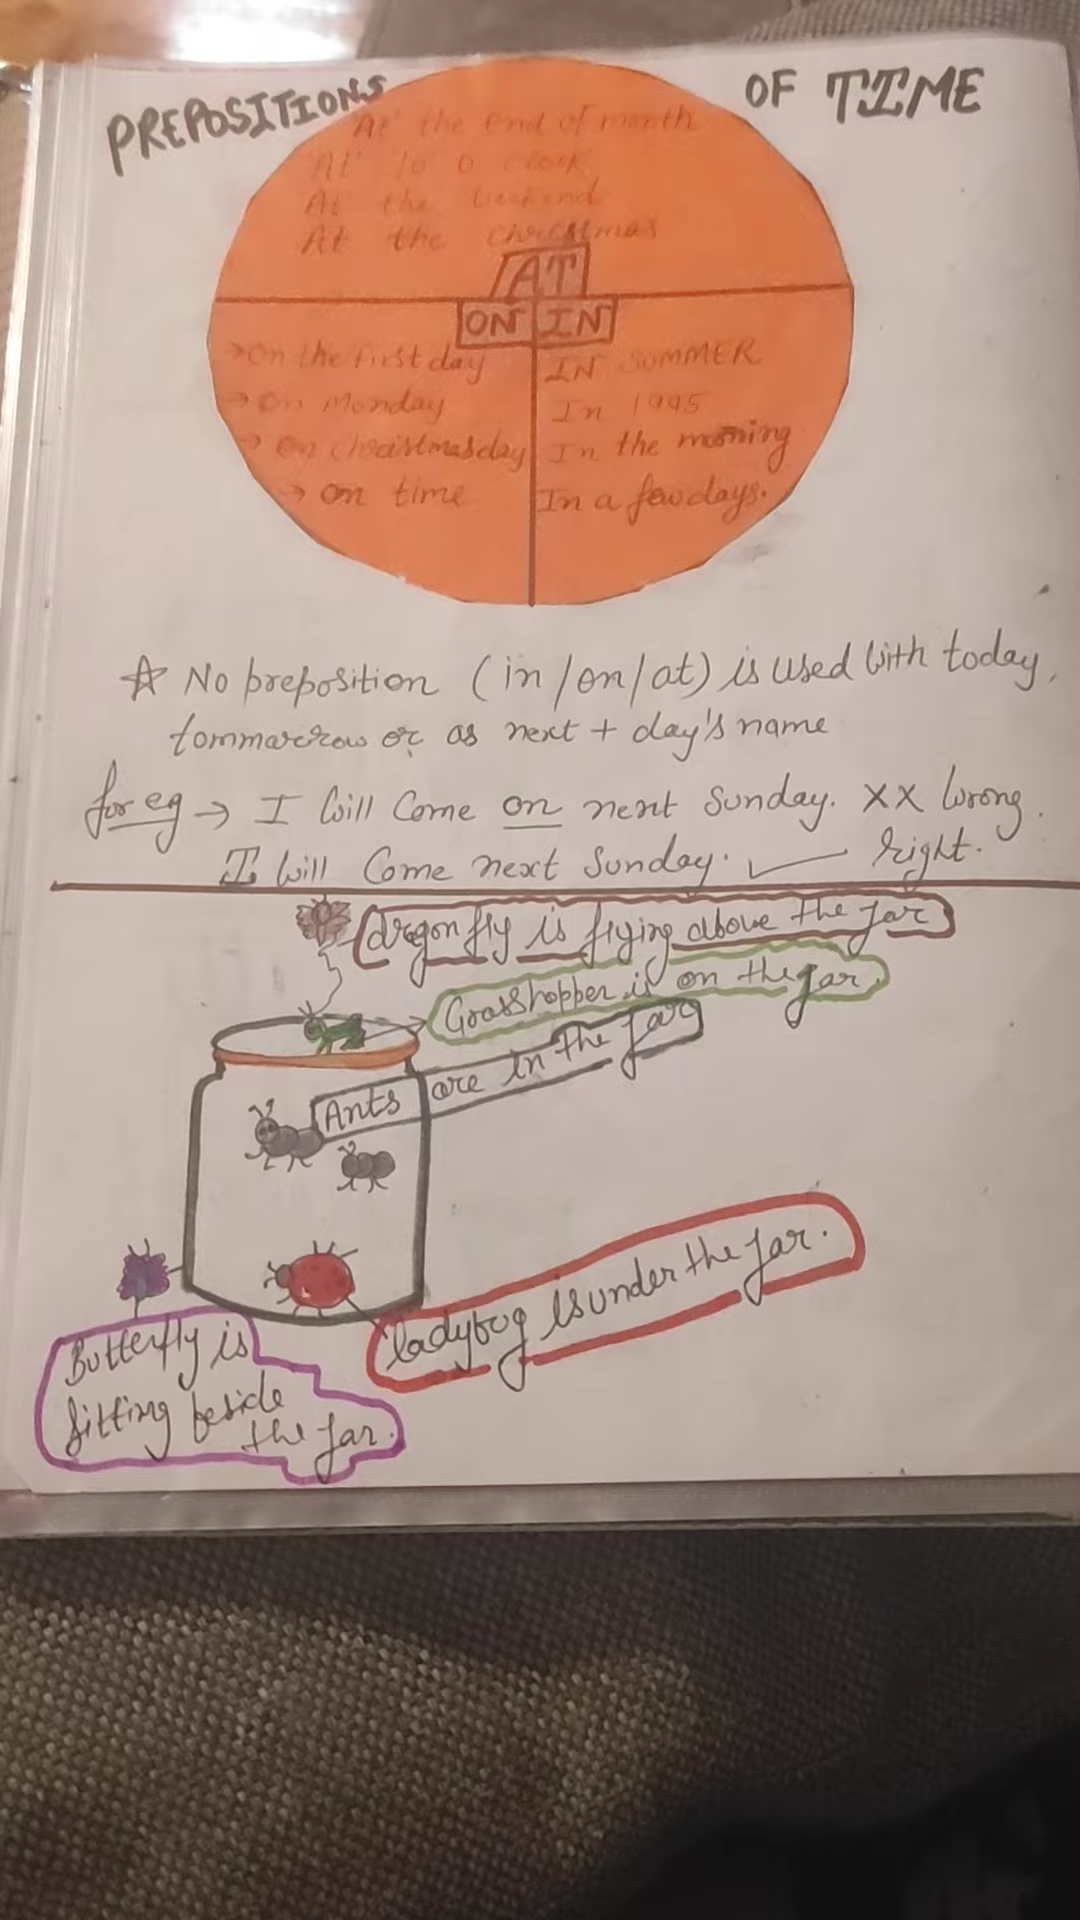 PREPOSITIONS OF TIME
At the end of month
At 10 o clock
At the weekend
At the christmas
AT
ON IN
→ on the first day
→ on Monday
→ on christmasday
→ on time
IN SUMMER
In 1995
In the morning
In a few days.
☆ No preposition (in/on/at) is used with today,
tommarrow or as next + day's name
for eg → I will come on next Sunday. XX wrong.
I will come next Sunday. ✓ right.
dragonfly is flying above the jar
Grasshopper is on the jar.
Ants are in the jar
ladybug is under the jar.
Butterfly is
sitting beside
the jar.